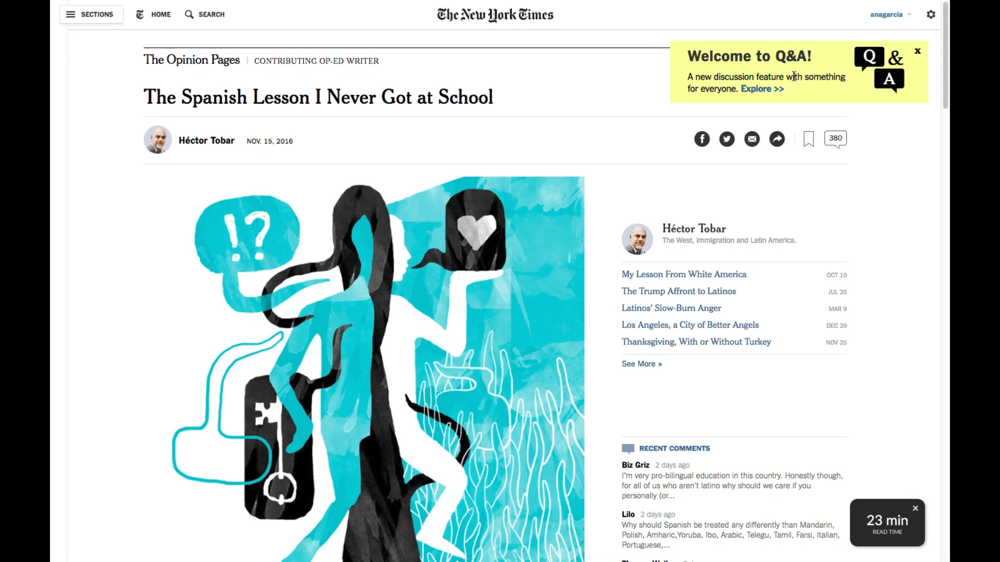 SECTIONS HOME SEARCH The New York Times anagarcia
The Opinion Pages | CONTRIBUTING OP-ED WRITER
Welcome to Q&A!
A new discussion feature with something
for everyone. Explore >>
x
Q &
A
The Spanish Lesson I Never Got at School
Héctor Tobar NOV. 15, 2016
380
!?
Héctor Tobar
The West, Immigration and Latin America.
My Lesson From White America OCT 10
The Trump Affront to Latinos JUL 20
Latinos' Slow-Burn Anger MAR 9
Los Angeles, a City of Better Angels DEC 29
Thanksgiving, With or Without Turkey NOV 25
See More »
RECENT COMMENTS
Biz Griz 2 days ago
I'm very pro-bilingual education in this country. Honestly though,
for all of us who aren't latino why should we care if you
personally (or...
Lilo 2 days ago
Why should Spanish be treated any differently than Mandarin,
Polish, Amharic,Yoruba, Ibo, Arabic, Telegu, Tamil, Farsi, Italian,
Portuguese,...
23 min
READ TIME